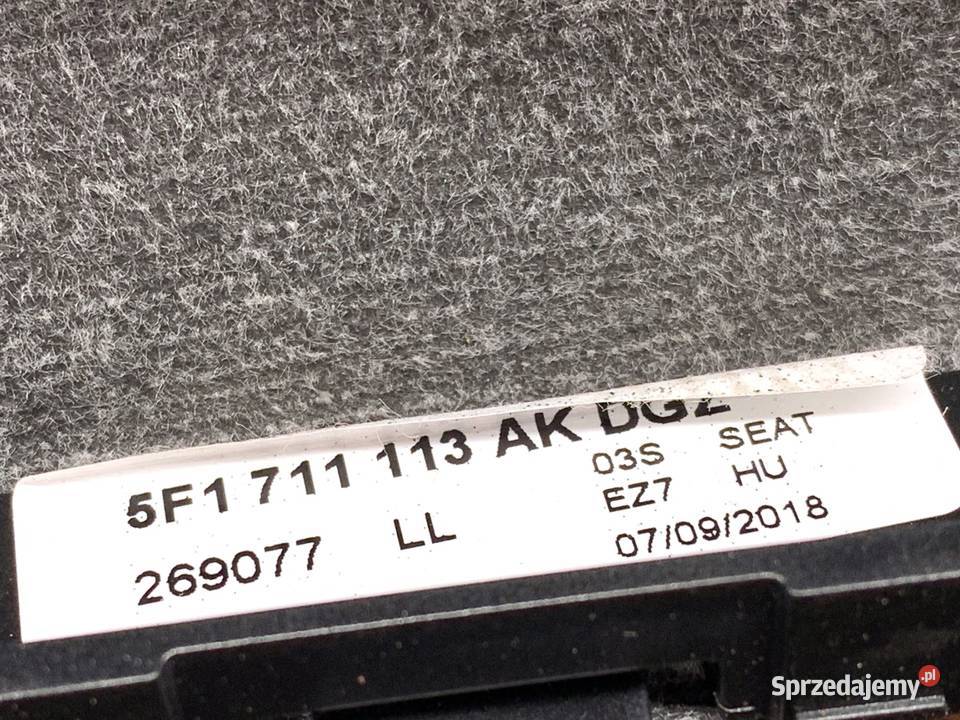 5F1 711 113 AK DGZ
03S SEAT
269077 LL EZ7 HU
07/09/2018
Sprzedajemy.pl